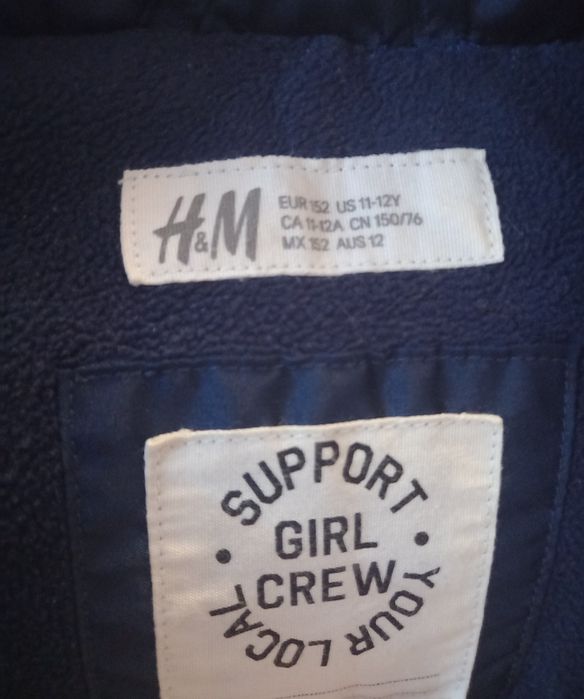 H&M
EUR 152 US 11-12Y
CA 11-12A CN 150/76
MX 152 AUS 12
SUPPORT
GIRL
CREW
YOUR LOCAL